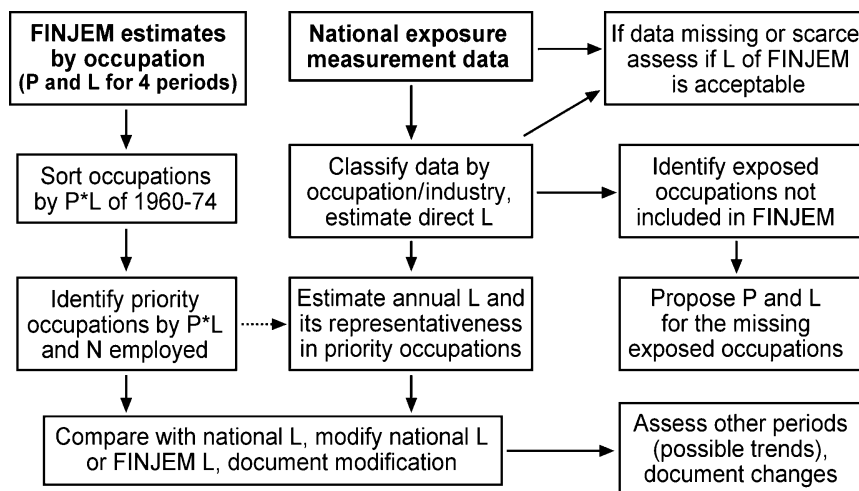 FINJEM estimates
by occupation
(P and L for 4 periods)
National exposure
measurement data
If data missing or scarce
assess if L of FINJEM
is acceptable
Sort occupations
by P*L of 1960-74
Classify data by
occupation/industry,
estimate direct L
Identify exposed
occupations not
included in FINJEM
Identify priority
occupations by P*L
and N employed
Estimate annual L and
its representativeness
in priority occupations
Propose P and L
for the missing
exposed occupations
Compare with national L, modify national L
or FINJEM L, document modification
Assess other periods
(possible trends),
document changes